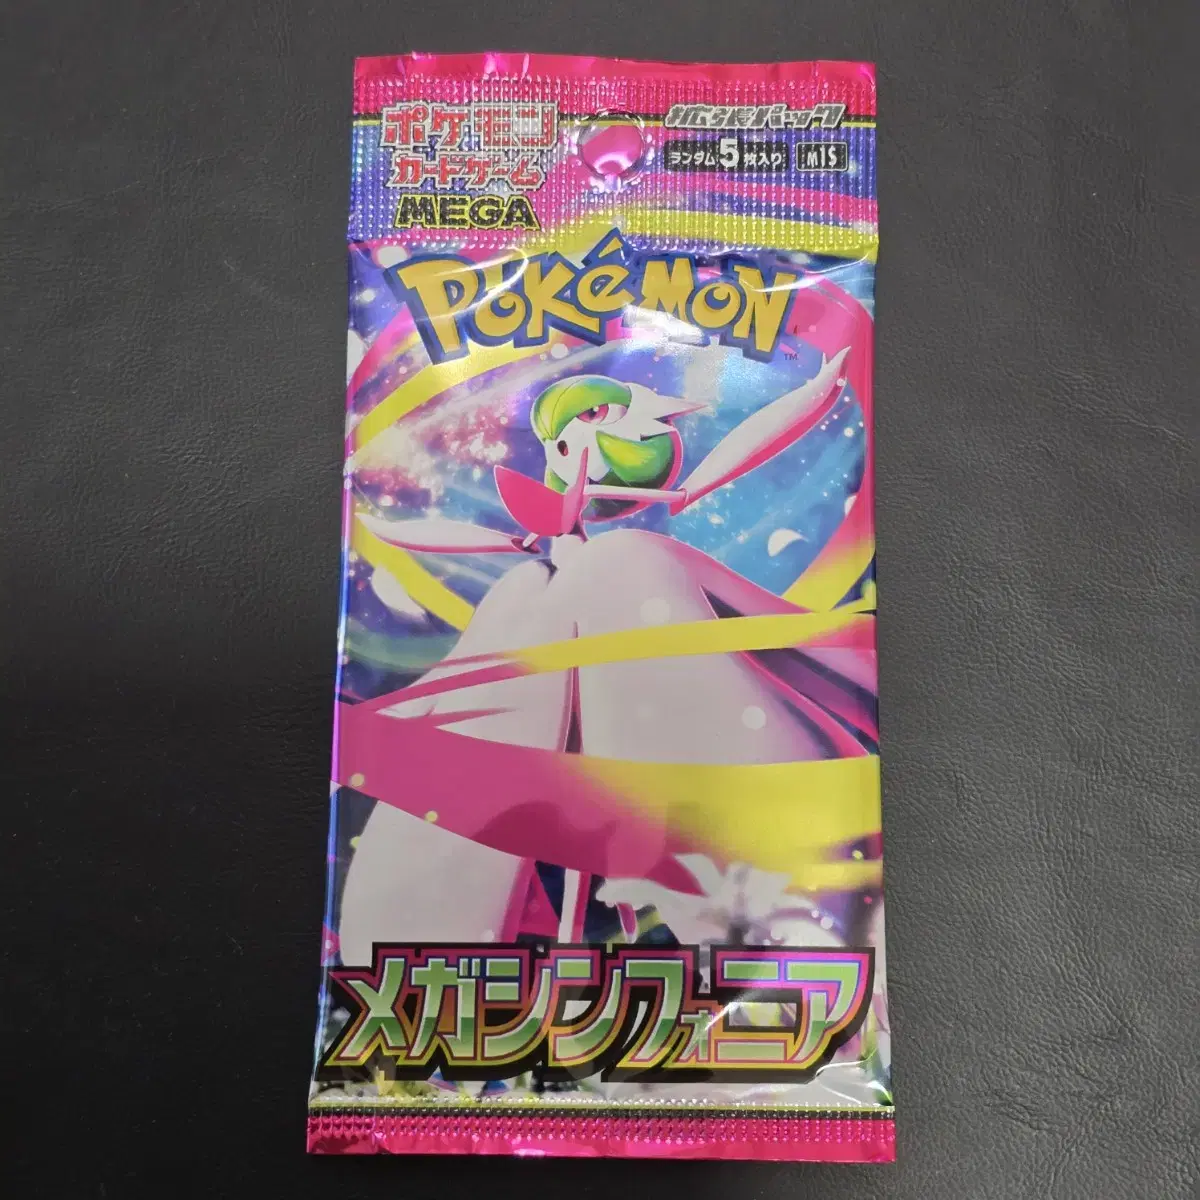 ポケモン
カードゲーム
MEGA
拡張パック
ランダム5枚入り
M1S
POKéMON
TM
メガシンフォニア